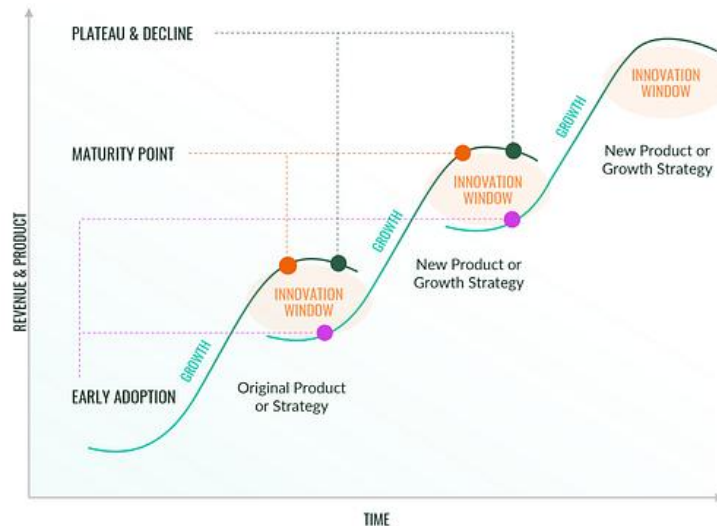 PLATEAU & DECLINE
INNOVATION
WINDOW
GROWTH
New Product or
Growth Strategy
MATURITY POINT
INNOVATION
WINDOW
GROWTH
New Product or
Growth Strategy
REVENUE & PRODUCT
INNOVATION
WINDOW
GROWTH
Original Product
or Strategy
EARLY ADOPTION
TIME